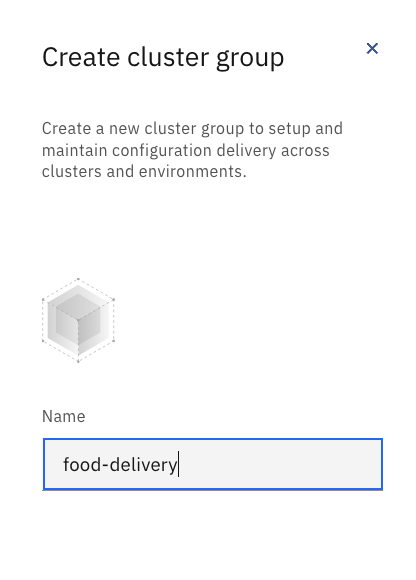 Create cluster group
Create a new cluster group to setup and
maintain configuration delivery across
clusters and environments.
Name
food-delivery